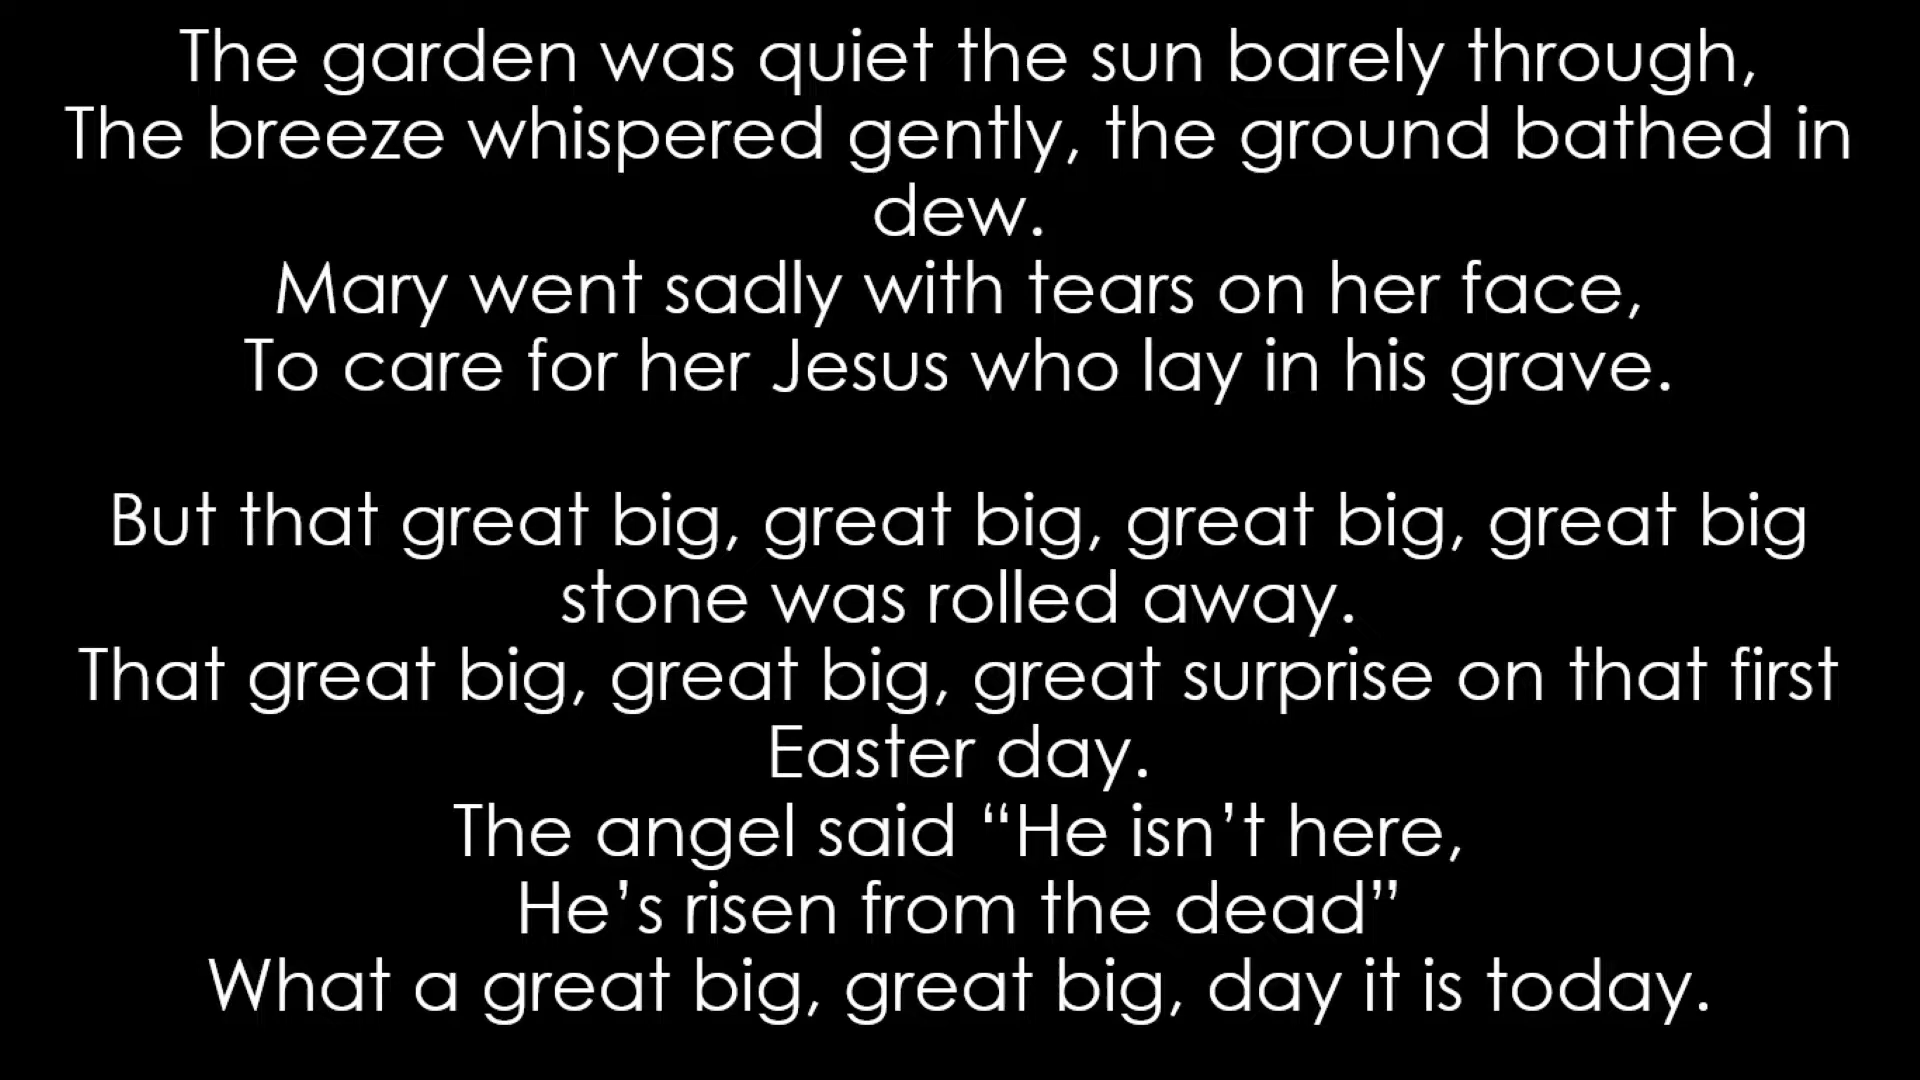 The garden was quiet the sun barely through,
The breeze whispered gently, the ground bathed in
dew.
Mary went sadly with tears on her face,
To care for her Jesus who lay in his grave.
But that great big, great big, great big, great big
stone was rolled away.
That great big, great big, great surprise on that first
Easter day.
The angel said “He isn’t here,
He’s risen from the dead”
What a great big, great big, day it is today.